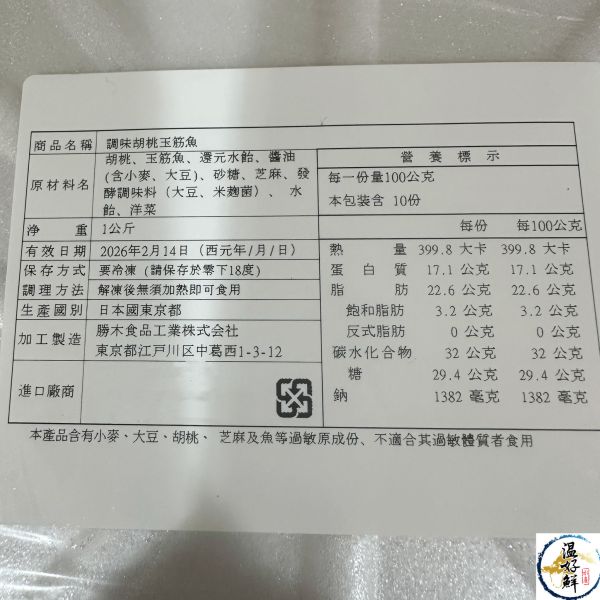 商品名稱 調味胡桃玉筋魚
原材料名 胡桃、玉筋魚、還元水飴、醬油
(含小麥、大豆)、砂糖、芝麻、發
酵調味料（大豆、米麴菌）、 水
飴、洋菜
淨 重 1公斤
有效日期 2026年2月14日（西元年/月/日）
保存方式 要冷凍（請保存於零下18度）
調理方法 解凍後無須加熱即可食用
生產國別 日本國東京都
加工製造 勝木食品工業株式会社
東京都江戸川区中葛西1-3-12
進口廠商
營養標示
每一份量100公克
本包裝含 10份
每份 每100公克
熱 量 399.8 大卡 399.8 大卡
蛋白質 17.1 公克 17.1 公克
脂 肪 22.6 公克 22.6 公克
飽和脂肪 3.2 公克 3.2 公克
反式脂肪 0 公克 0 公克
碳水化合物 32 公克 32 公克
糖 29.4 公克 29.4 公克
鈉 1382 毫克 1382 毫克
本產品含有小麥、大豆、胡桃、 芝麻及魚等過敏原成份、不適合其過敏體質者食用
温好鮮